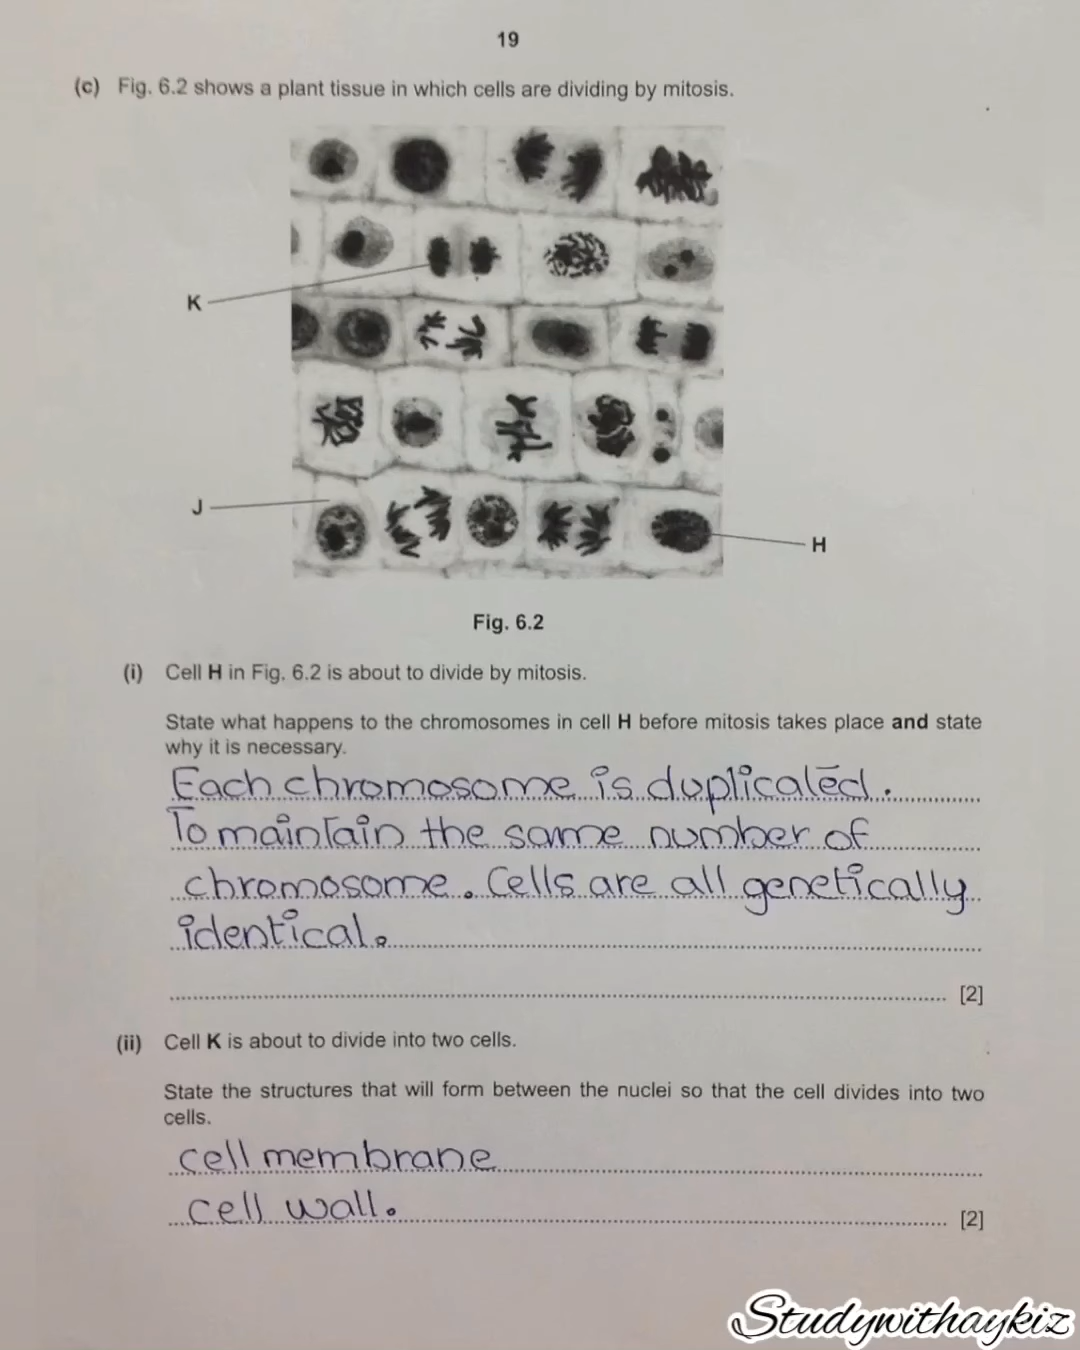 19
(c) Fig. 6.2 shows a plant tissue in which cells are dividing by mitosis.
K
J
H
Fig. 6.2
(i) Cell H in Fig. 6.2 is about to divide by mitosis.
State what happens to the chromosomes in cell H before mitosis takes place and state
why it is necessary.
Each chromosome is duplicated.
To maintain the same number of
chromosome. Cells are all genetically
identical.
[2]
(ii) Cell K is about to divide into two cells.
State the structures that will form between the nuclei so that the cell divides into two
cells.
cell membrane
cell wall.
[2]
Studywithaykiz